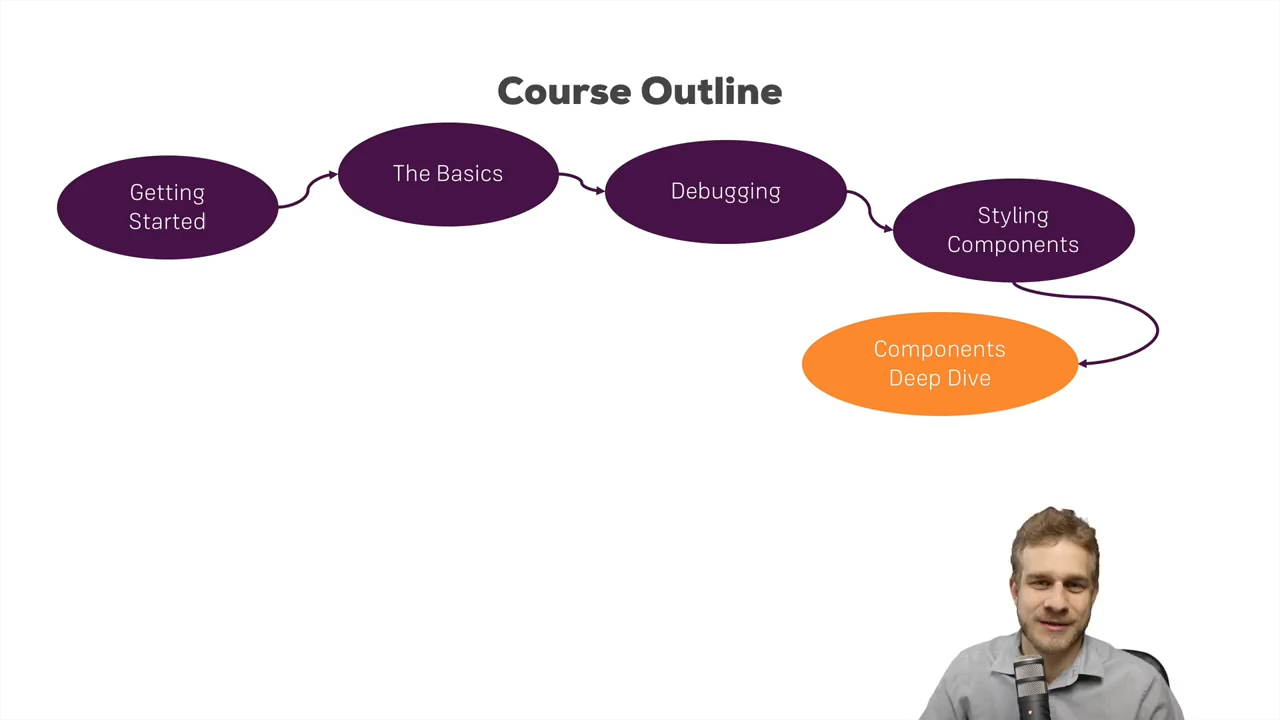 Course Outline
Getting
Started
The Basics
Debugging
Styling
Components
Components
Deep Dive